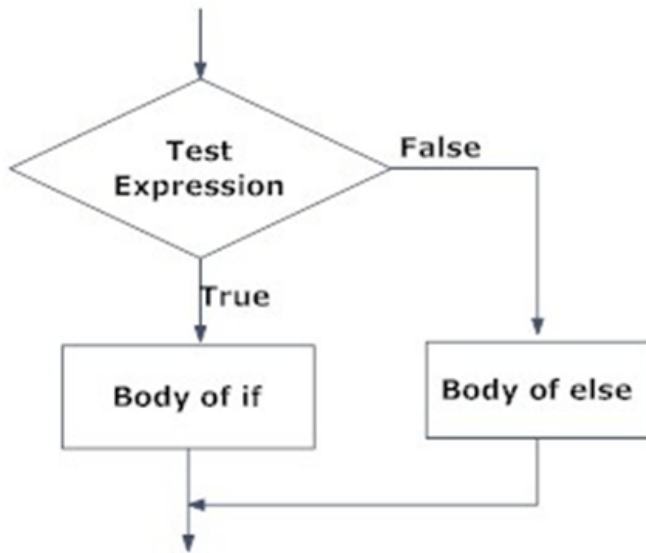 Test
Expression
False
True
Body of if
Body of else